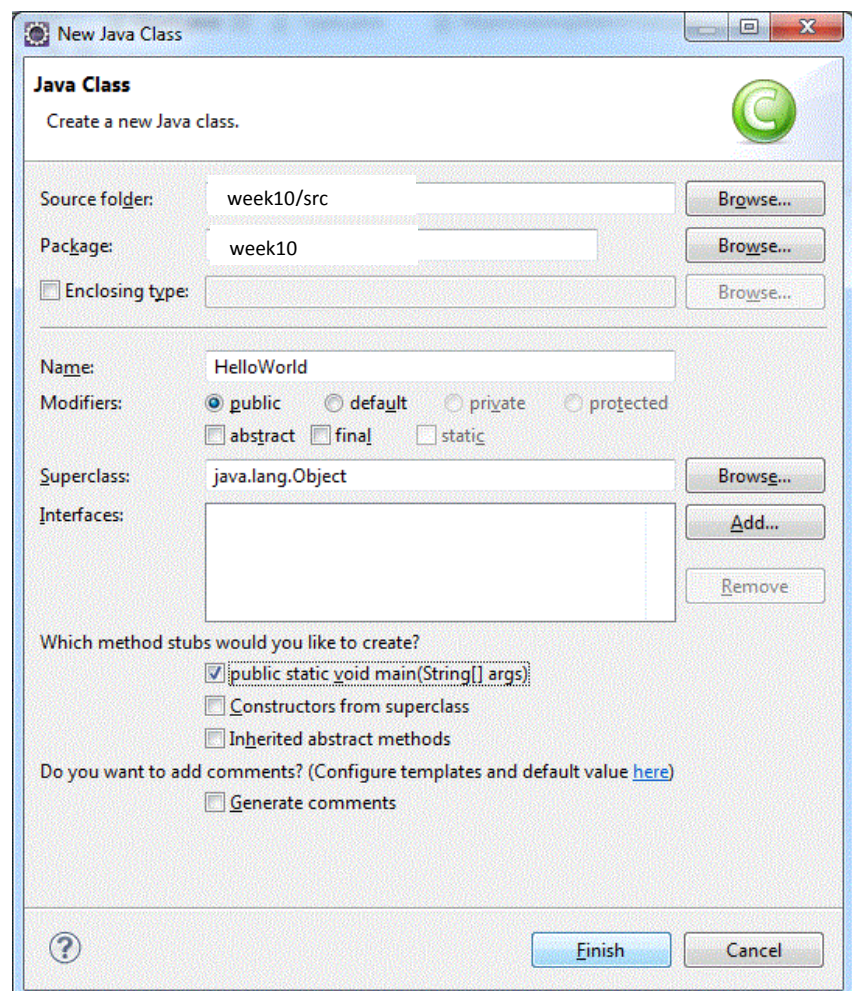 New Java Class
Java Class
Create a new Java class.
C
Source folder: week10/src Browse...
Package: week10 Browse...
Enclosing type: Browse...
Name: HelloWorld
Modifiers: public default private protected
abstract final static
Superclass: java.lang.Object Browse...
Interfaces: Add...
Remove
Which method stubs would you like to create?
public static void main(String[] args)
Constructors from superclass
Inherited abstract methods
Do you want to add comments? (Configure templates and default value here)
Generate comments
? Finish Cancel